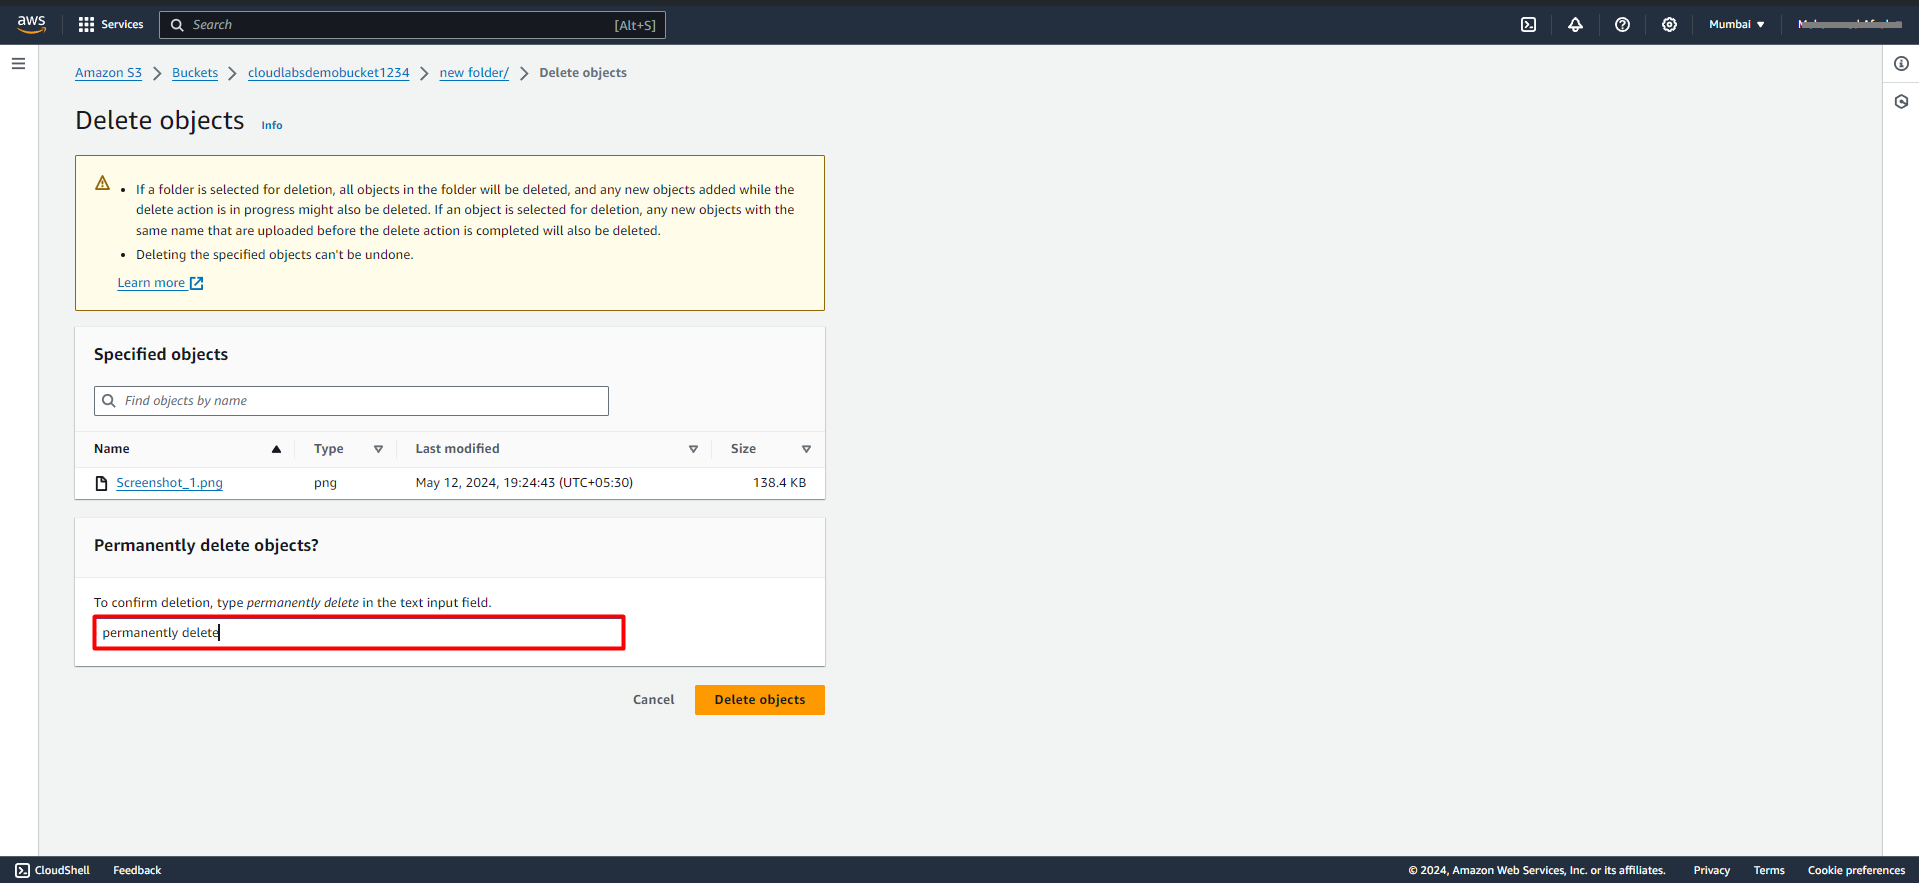 aws
Services
Search [Alt+S]
Mumbai
Amazon S3 > Buckets > cloudlabsdemobucket1234 > new folder/ > Delete objects
Delete objects Info
• If a folder is selected for deletion, all objects in the folder will be deleted, and any new objects added while the
delete action is in progress might also be deleted. If an object is selected for deletion, any new objects with the
same name that are uploaded before the delete action is completed will also be deleted.
• Deleting the specified objects can't be undone.
Learn more
Specified objects
Find objects by name
Name Type Last modified Size
Screenshot_1.png png May 12, 2024, 19:24:43 (UTC+05:30) 138.4 KB
Permanently delete objects?
To confirm deletion, type permanently delete in the text input field.
permanently delete
Cancel Delete objects
CloudShell Feedback © 2024, Amazon Web Services, Inc. or its affiliates. Privacy Terms Cookie preferences